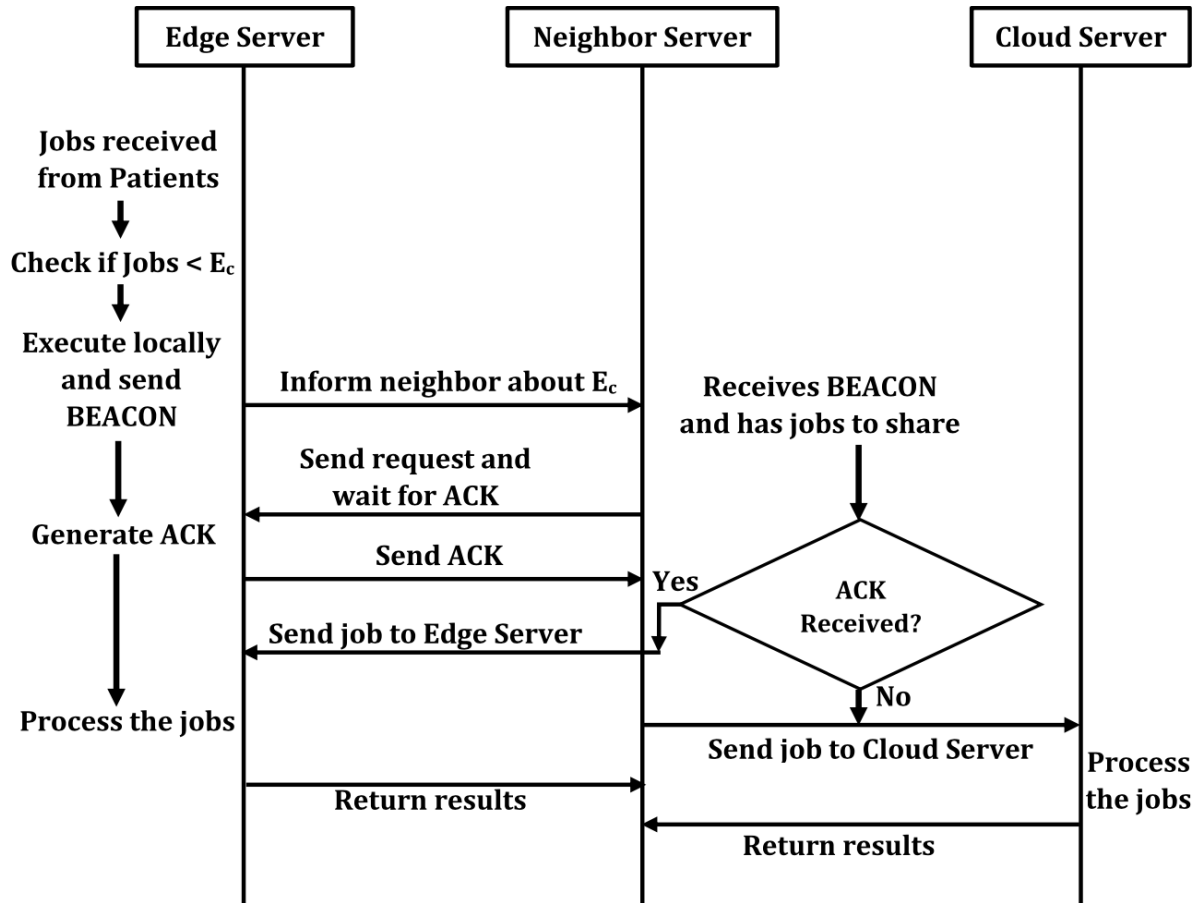 Edge Server
Neighbor Server
Cloud Server
Jobs received
from Patients
Check if Jobs < E_c
Execute locally
and send
BEACON
Inform neighbor about E_c
Receives BEACON
and has jobs to share
Send request and
wait for ACK
Generate ACK
Send ACK
Yes
ACK
Received?
Send job to Edge Server
No
Process the jobs
Send job to Cloud Server
Process
the jobs
Return results
Return results